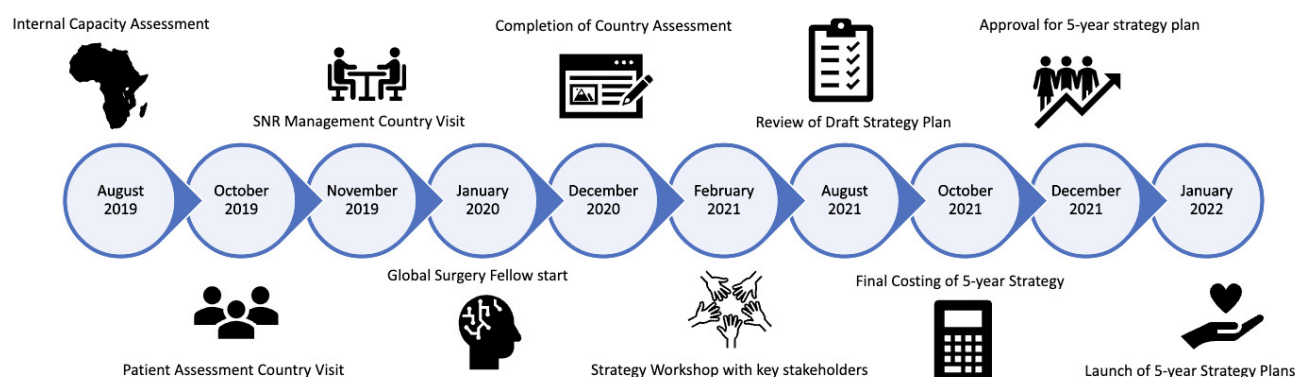 Internal Capacity Assessment
Completion of Country Assessment
Approval for 5-year strategy plan
SNR Management Country Visit
Review of Draft Strategy Plan
August
2019
October
2019
November
2019
January
2020
December
2020
February
2021
August
2021
October
2021
December
2021
January
2022
Global Surgery Fellow start
Final Costing of 5-year Strategy
Patient Assessment Country Visit
Strategy Workshop with key stakeholders
Launch of 5-year Strategy Plans